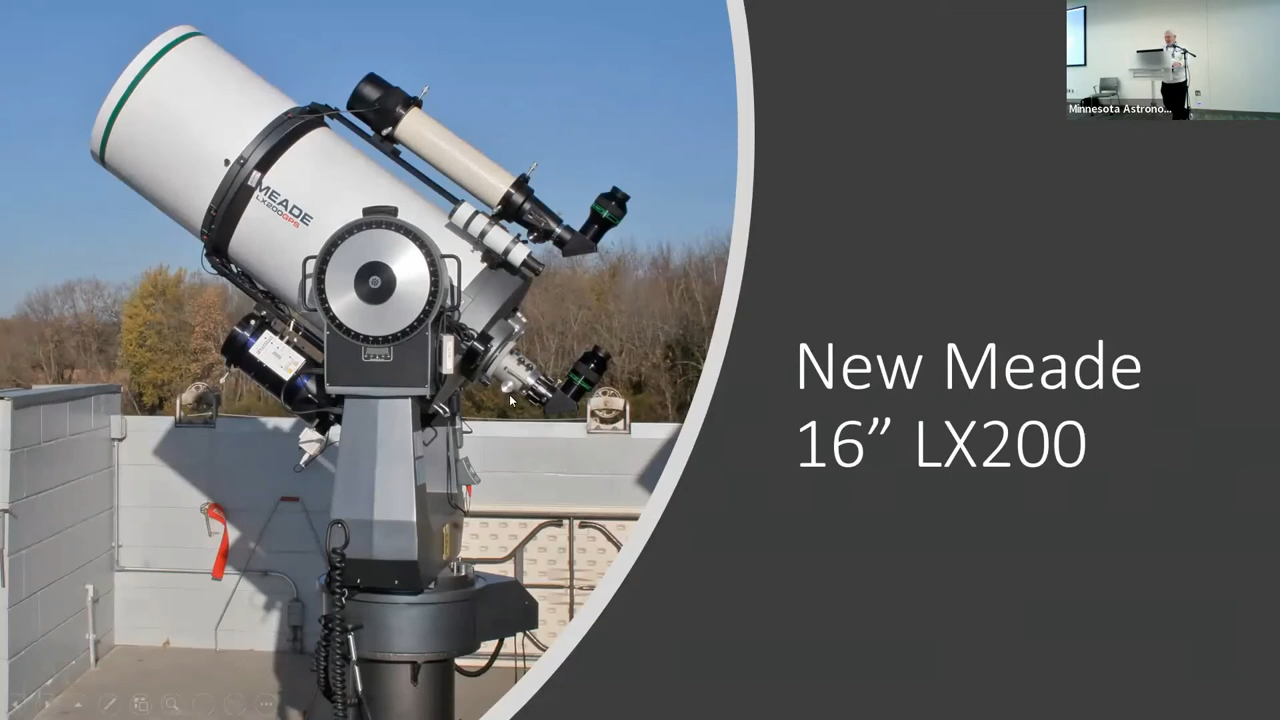 MEADE
LX200GPS
New Meade
16” LX200
Minnesota Astrono...